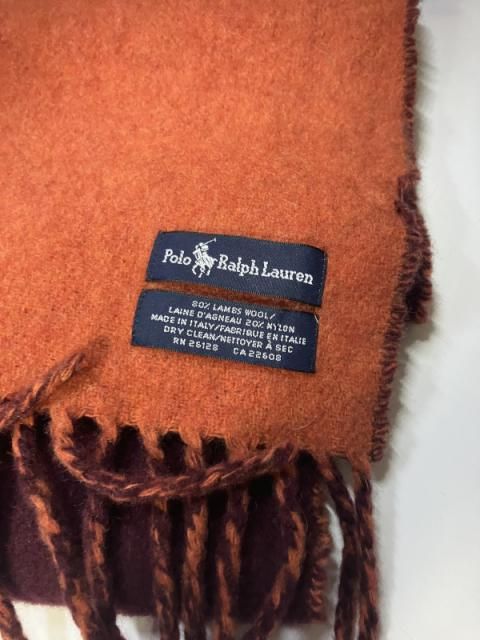 Polo Ralph Lauren
80% LAMBS WOOL/
LAINE D'AGNEAU 20% NYLON
MADE IN ITALY/FABRIQUE EN ITALIE
DRY CLEAN/NETTOYER À SEC
RN 26128 CA 22608